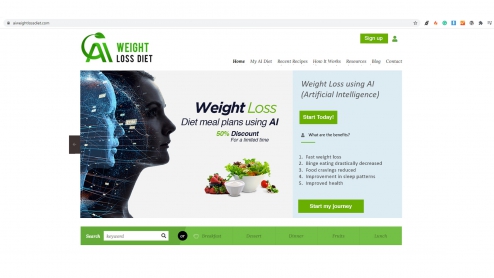 aiweightlossdiet.com
Sign up
AI WEIGHT
LOSS DIET
Home My AI Diet Recent Recipes How It Works Resources Blog Contact
Weight Loss
Diet meal plans using AI
50% Discount
For a limited time
Weight Loss using AI
(Artificial Intelligence)
Start Today!
What are the benefits?
1. Fast weight loss
2. Binge eating drastically decreased
3. Food cravings reduced
4. Improvement in sleep patterns
5. Improved health
Start my journey
Search keyword or Breakfast Dessert Dinner Fruits Lunch